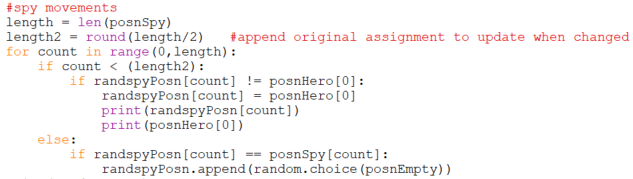 #spy movements
length = len(posnSpy)
length2 = round(length/2)   #append original assignment to update when changed
for count in range(0,length):
    if count < (length2):
        if randspyPosn[count] != posnHero[0]:
            randspyPosn[count] = posnHero[0]
            print(randspyPosn[count])
            print(posnHero[0])
    else:
        if randspyPosn[count] == posnSpy[count]:
            randspyPosn.append(random.choice(posnEmpty))